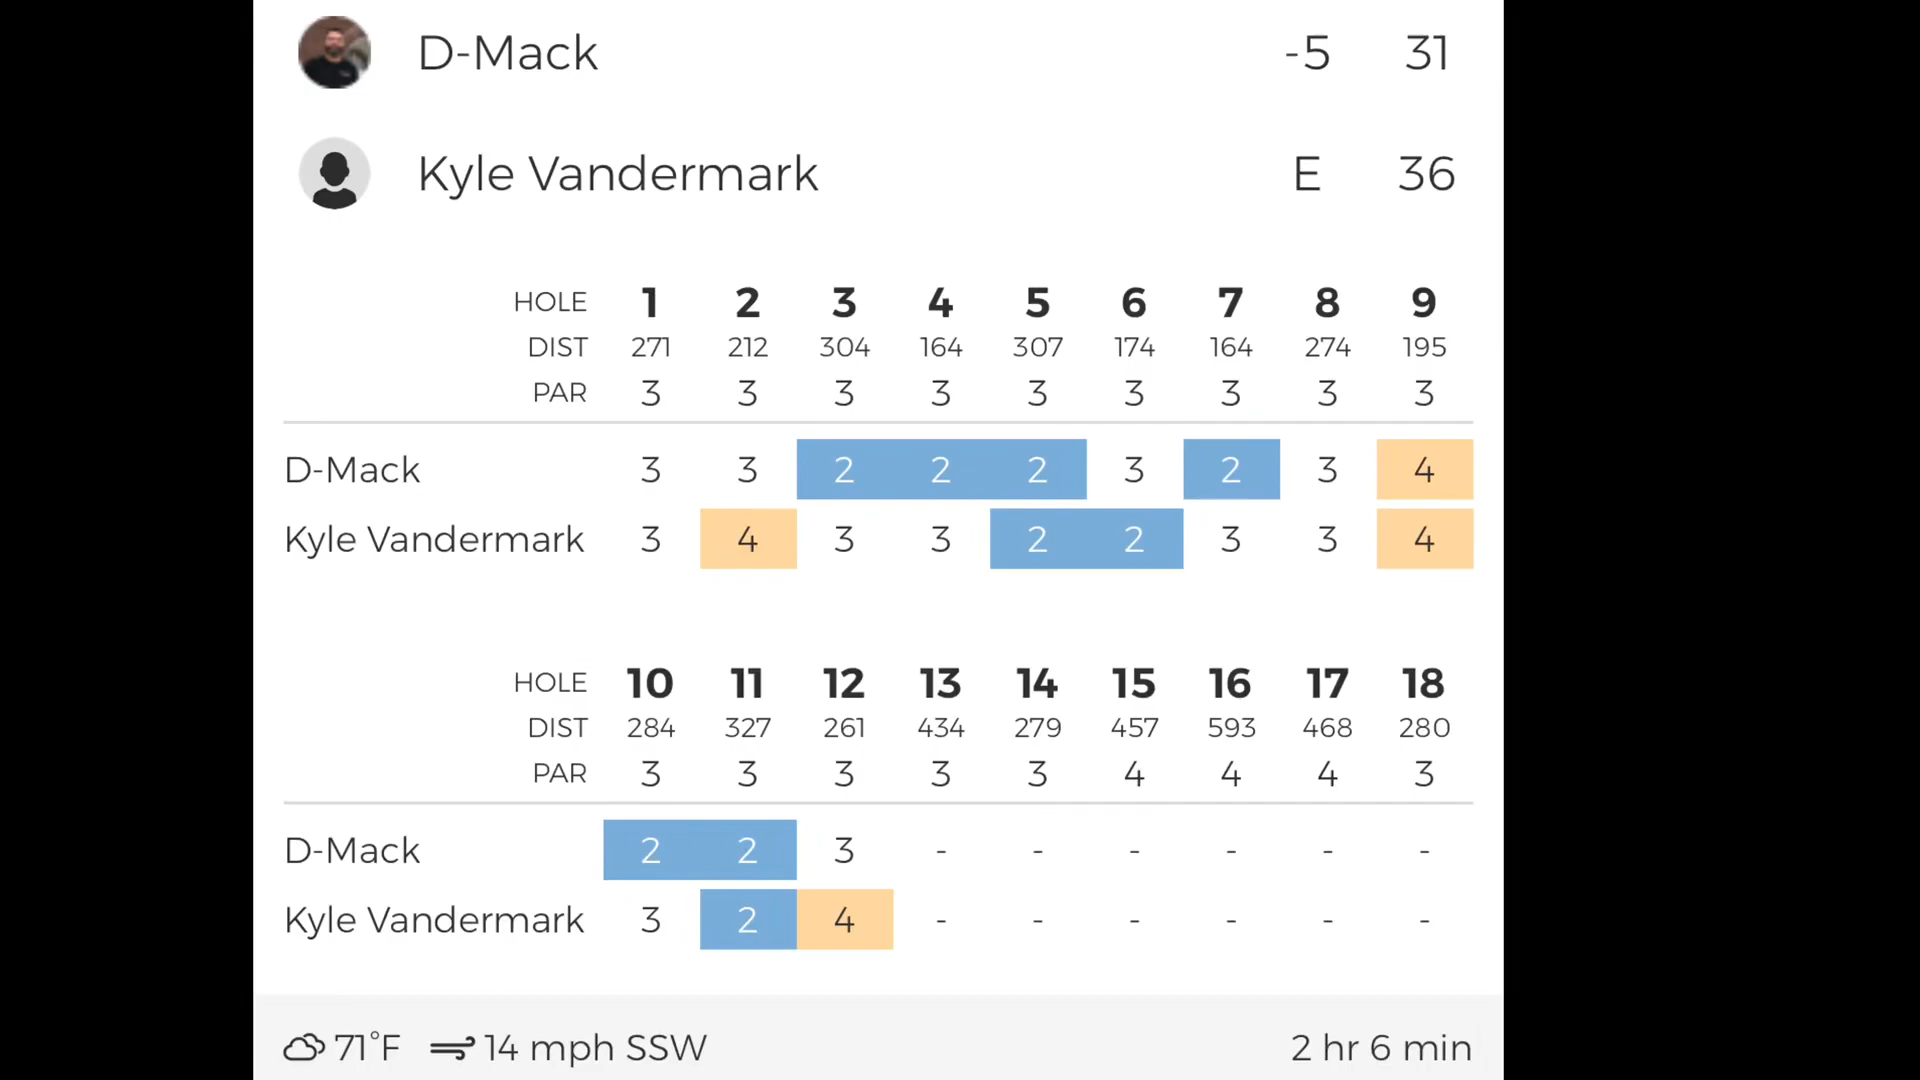 D-Mack -5 31
Kyle Vandermark E 36
HOLE 1 2 3 4 5 6 7 8 9
DIST 271 212 304 164 307 174 164 274 195
PAR 3 3 3 3 3 3 3 3 3
D-Mack 3 3 2 2 2 3 2 3 4
Kyle Vandermark 3 4 3 3 2 2 3 3 4
HOLE 10 11 12 13 14 15 16 17 18
DIST 284 327 261 434 279 457 593 468 280
PAR 3 3 3 3 3 4 4 4 3
D-Mack 2 2 3 - - - - - -
Kyle Vandermark 3 2 4 - - - - - -
71°F 14 mph SSW 2 hr 6 min